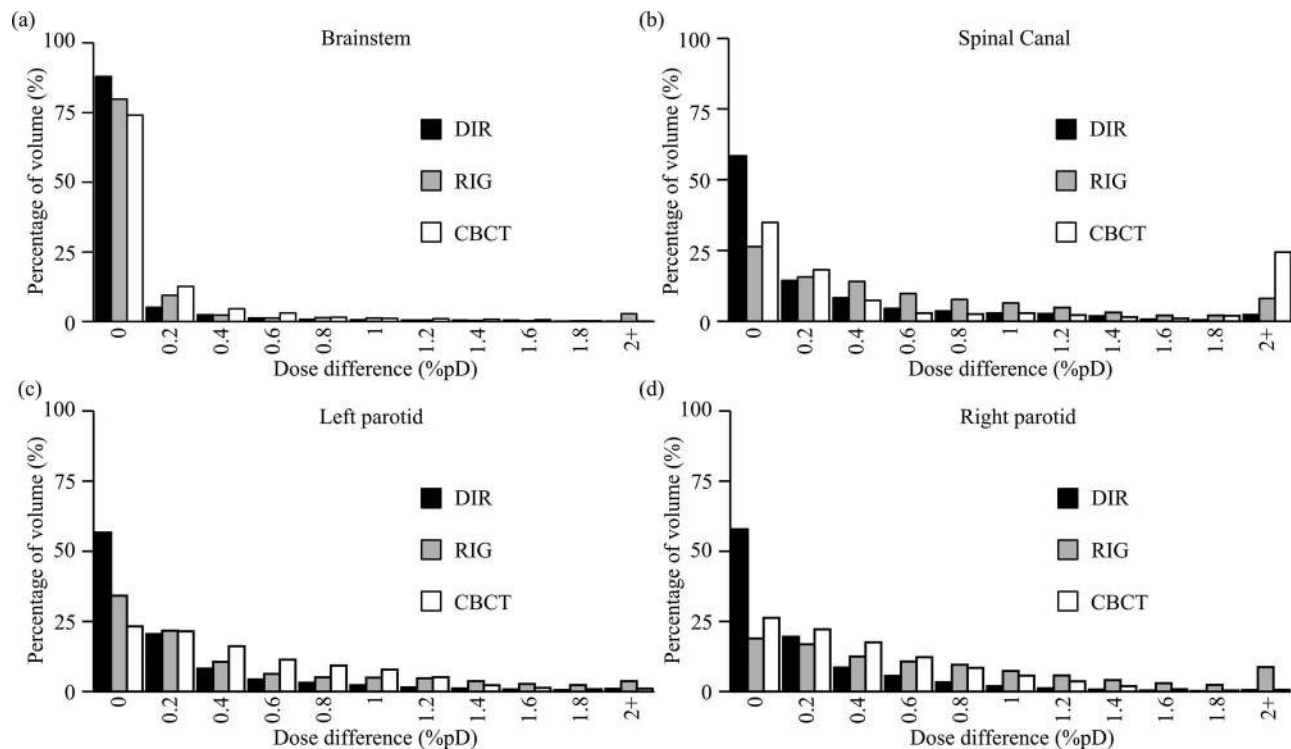 (a)
Brainstem
Percentage of volume (%)
100
75
50
25
0
DIR
RIG
CBCT
0
0.2
0.4
0.6
0.8
1
1.2
1.4
1.6
1.8
2+
Dose difference (%pD)
(b)
Spinal Canal
Percentage of volume (%)
100
75
50
25
0
DIR
RIG
CBCT
0
0.2
0.4
0.6
0.8
1
1.2
1.4
1.6
1.8
2+
Dose difference (%pD)
(c)
Left parotid
Percentage of volume (%)
100
75
50
25
0
DIR
RIG
CBCT
0
0.2
0.4
0.6
0.8
1
1.2
1.4
1.6
1.8
2+
Dose difference (%pD)
(d)
Right parotid
Percentage of volume (%)
100
75
50
25
0
DIR
RIG
CBCT
0
0.2
0.4
0.6
0.8
1
1.2
1.4
1.6
1.8
2+
Dose difference (%pD)